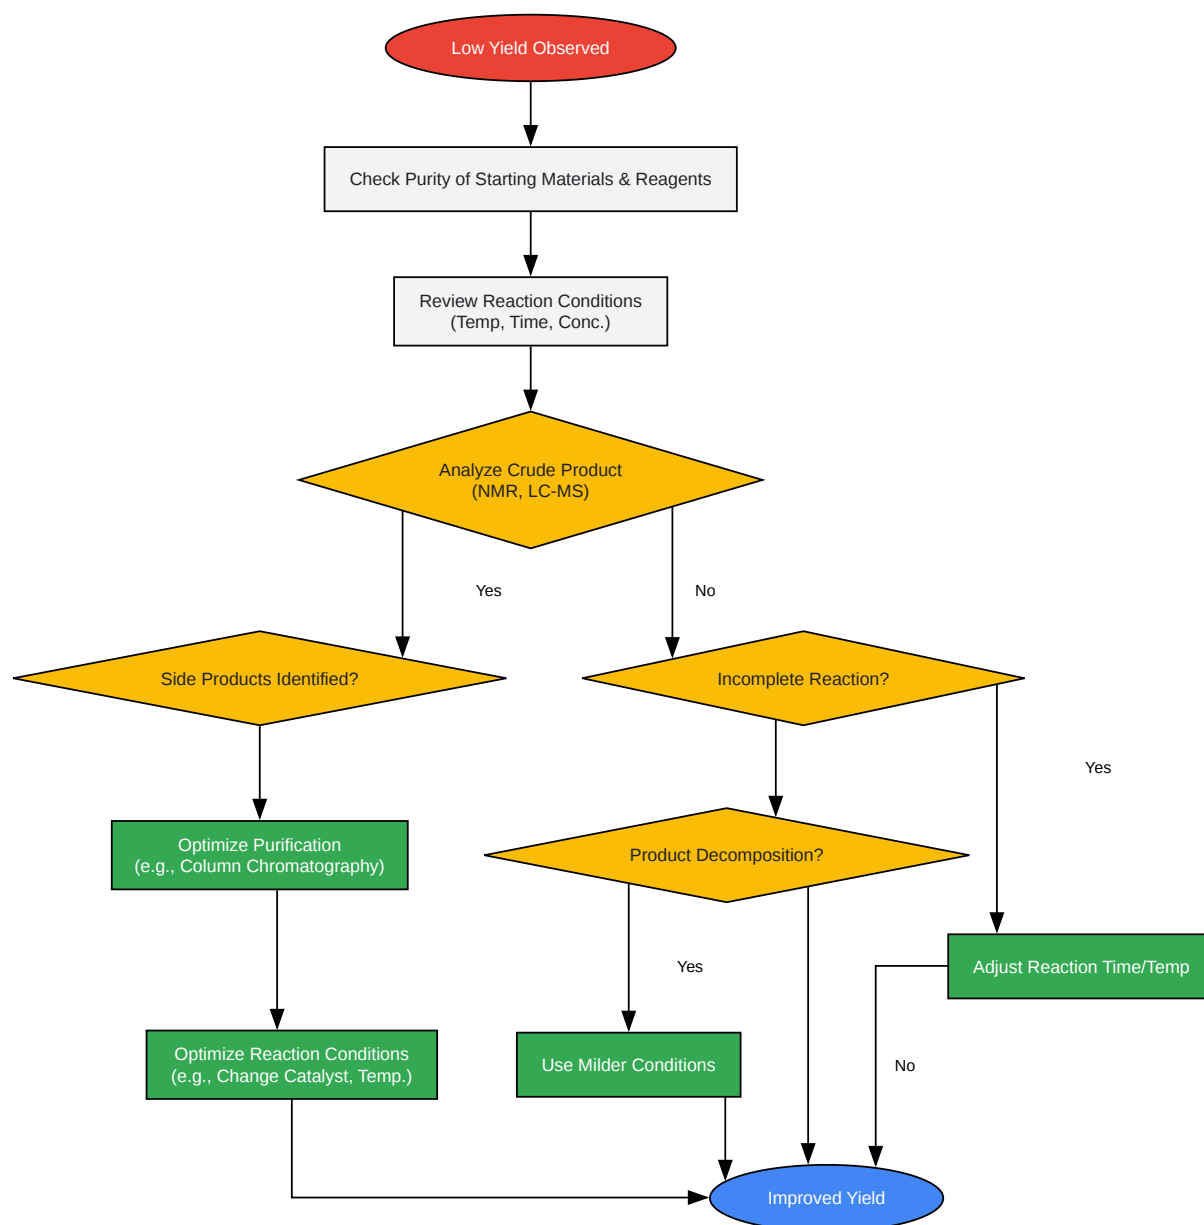 Low Yield Observed
Check Purity of Starting Materials & Reagents
Review Reaction Conditions
(Temp, Time, Conc.)
Analyze Crude Product
(NMR, LC-MS)
Yes
No
Side Products Identified?
Incomplete Reaction?
Yes
Optimize Purification
(e.g., Column Chromatography)
Product Decomposition?
Yes
Adjust Reaction Time/Temp
Optimize Reaction Conditions
(e.g., Change Catalyst, Temp.)
Use Milder Conditions
No
Improved Yield